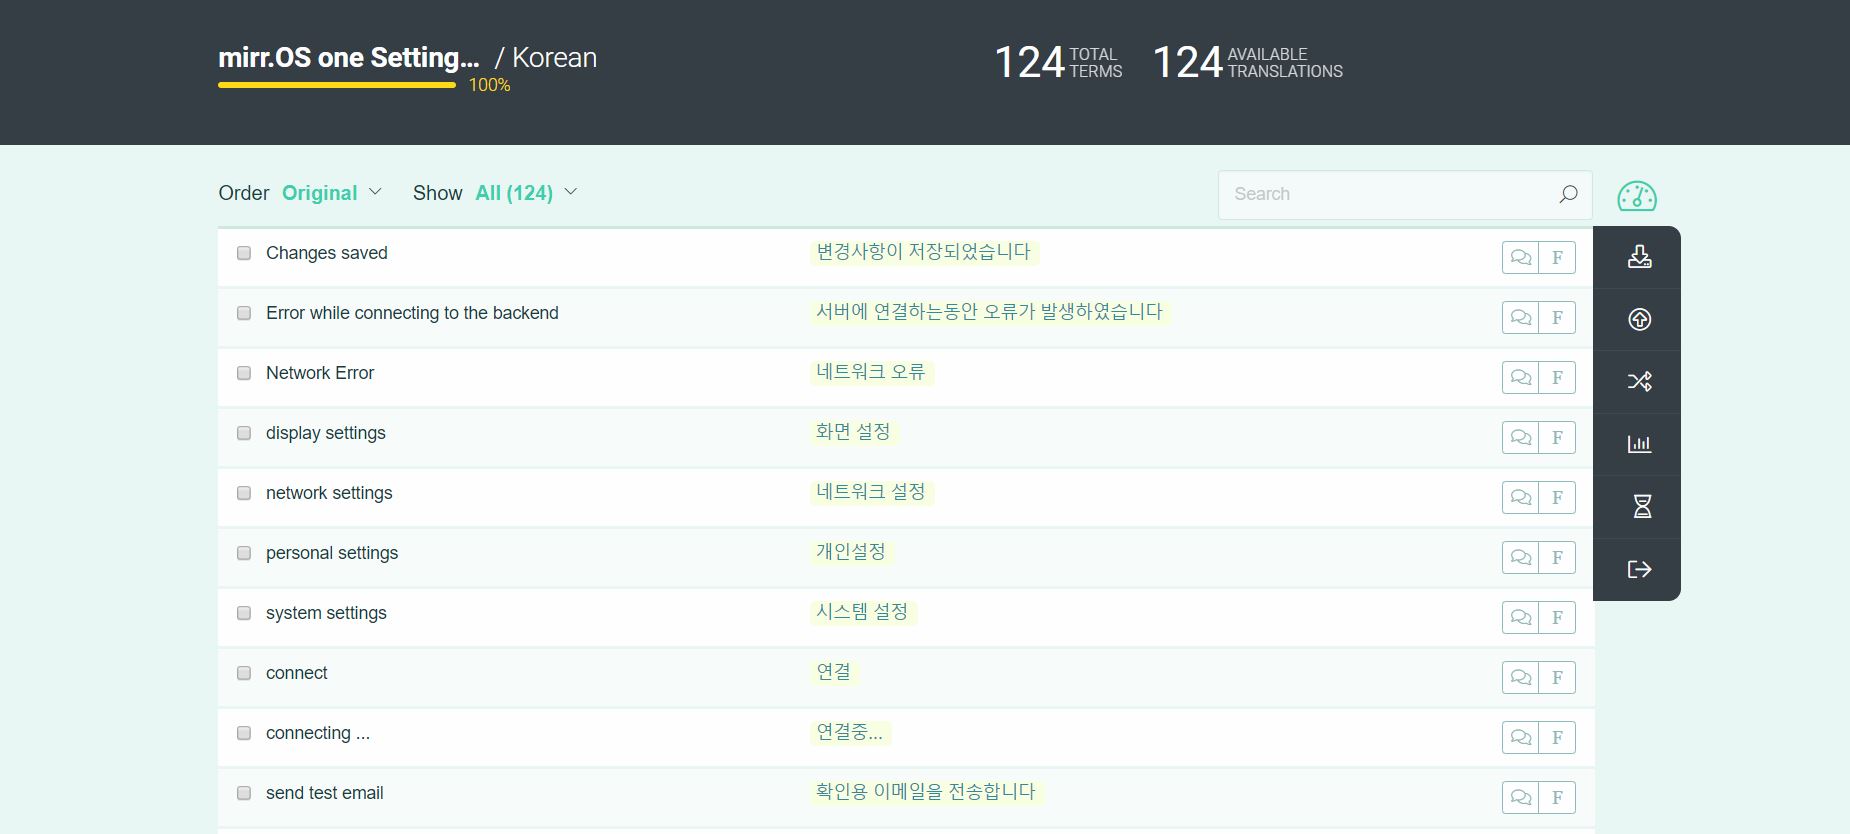 mirr.OS one Setting... / Korean
100%
124 TOTAL TERMS
124 AVAILABLE TRANSLATIONS
Order Original
Show All (124)
Search
Changes saved 변경사항이 저장되었습니다 F
Error while connecting to the backend 서버에 연결하는동안 오류가 발생하였습니다 F
Network Error 네트워크 오류 F
display settings 화면 설정 F
network settings 네트워크 설정 F
personal settings 개인설정 F
system settings 시스템 설정 F
connect 연결 F
connecting ... 연결중... F
send test email 확인용 이메일을 전송합니다 F